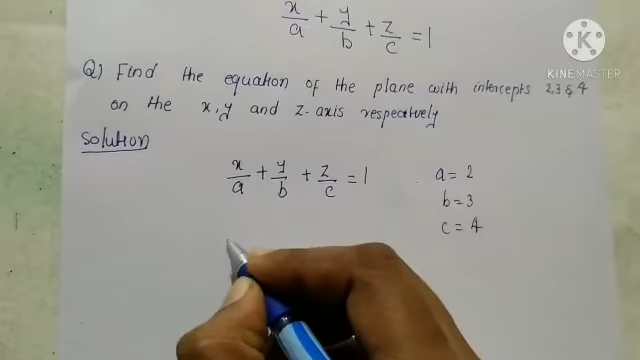 x/a + y/b + z/c = 1
KINEMASTER
Q) Find the equation of the plane with intercepts 2,3 & 4
on the x, y and z-axis respectively
Solution
x/a + y/b + z/c = 1
a = 2
b = 3
c = 4